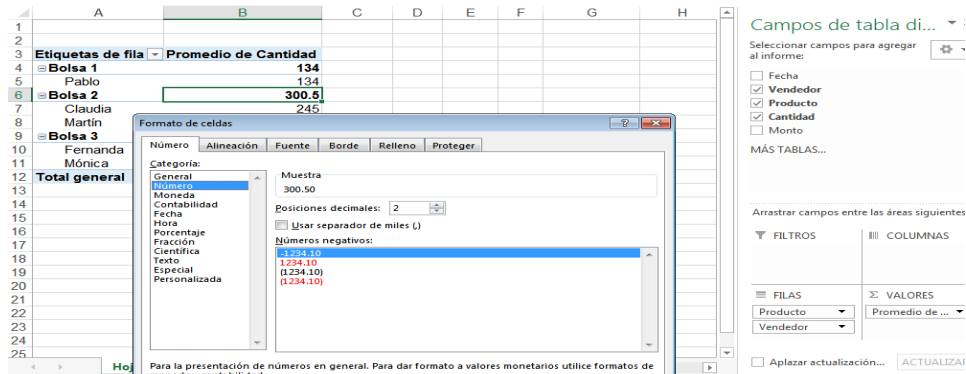 A B C D E F G H
1
2
3 Etiquetas de fila Promedio de Cantidad
4 Bolsa 1 134
5 Pablo 134
6 Bolsa 2 300.5
7 Claudia 245
8 Martín
9 Bolsa 3
10 Fernanda
11 Mónica
12 Total general
13
14
15
16
17
18
19
20
21
22
23
24
25
Formato de celdas
Número Alineación Fuente Borde Relleno Proteger
Categoría:
General
Número
Moneda
Contabilidad
Fecha
Hora
Porcentaje
Fracción
Científica
Texto
Especial
Personalizada
Muestra
300.50
Posiciones decimales: 2
Usar separador de miles (,)
Números negativos:
-1234.10
1234.10
(1234.10)
(1234.10)
Para la presentación de números en general. Para dar formato a valores monetarios utilice formatos de
Hoj
Campos de tabla di...
Seleccionar campos para agregar
al informe:
Fecha
Vendedor
Producto
Cantidad
Monto
MÁS TABLAS...
Arrastrar campos entre las áreas siguientes
FILTROS
COLUMNAS
FILAS
Producto
Vendedor
Σ VALORES
Promedio de ...
Aplazar actualización... ACTUALIZAR